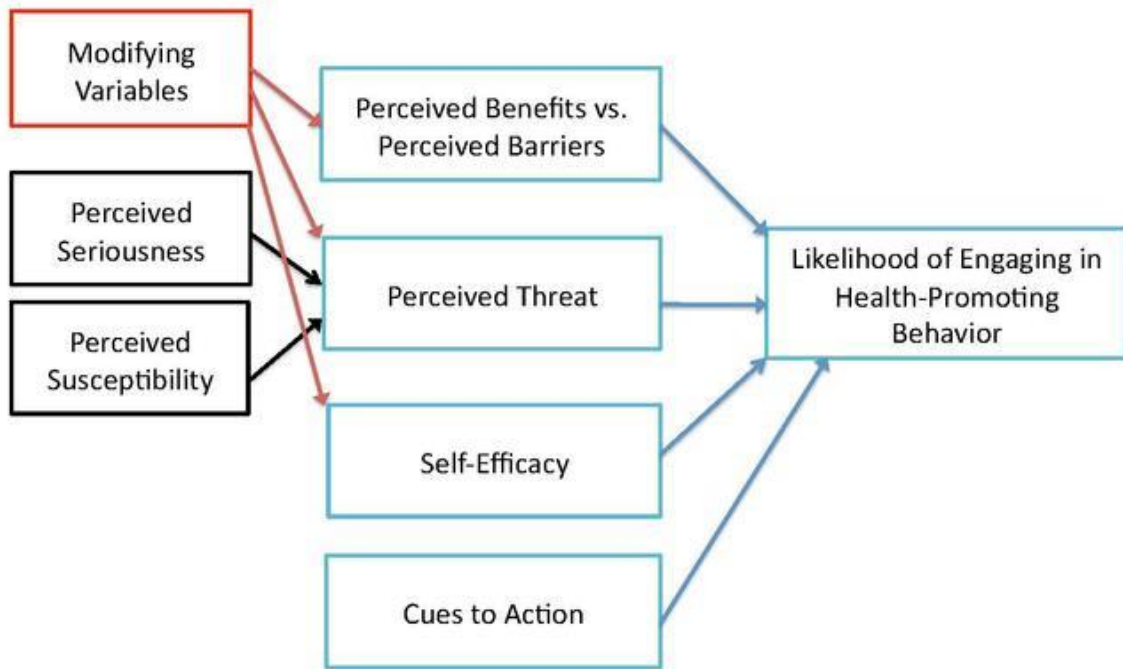 Modifying
Variables
Perceived Benefits vs.
Perceived Barriers
Perceived
Seriousness
Perceived Threat
Likelihood of Engaging in
Health-Promoting
Behavior
Perceived
Susceptibility
Self-Efficacy
Cues to Action